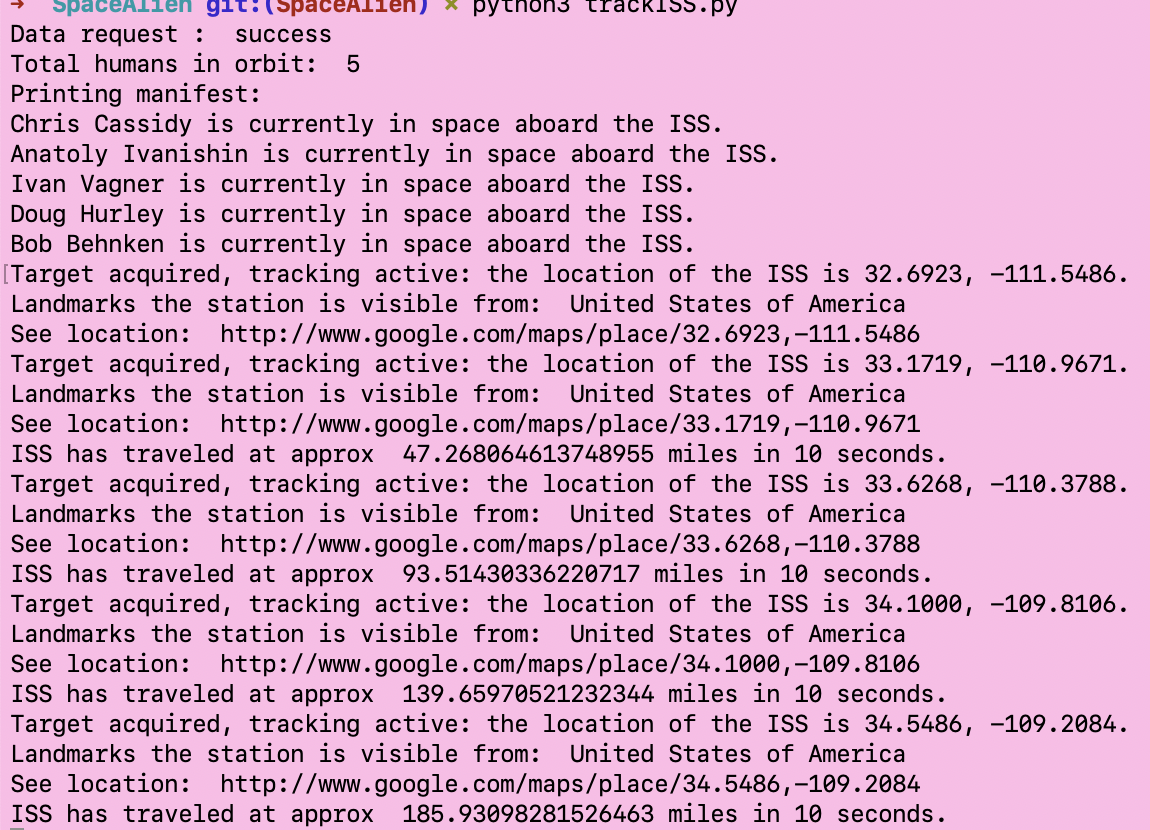 → SpaceAlien git:(SpaceAlien) × python3 trackISS.py
Data request :  success
Total humans in orbit:  5
Printing manifest:
Chris Cassidy is currently in space aboard the ISS.
Anatoly Ivanishin is currently in space aboard the ISS.
Ivan Vagner is currently in space aboard the ISS.
Doug Hurley is currently in space aboard the ISS.
Bob Behnken is currently in space aboard the ISS.
[Target acquired, tracking active: the location of the ISS is 32.6923, -111.5486.
Landmarks the station is visible from:  United States of America
See location:  http://www.google.com/maps/place/32.6923,-111.5486
Target acquired, tracking active: the location of the ISS is 33.1719, -110.9671.
Landmarks the station is visible from:  United States of America
See location:  http://www.google.com/maps/place/33.1719,-110.9671
ISS has traveled at approx  47.268064613748955 miles in 10 seconds.
Target acquired, tracking active: the location of the ISS is 33.6268, -110.3788.
Landmarks the station is visible from:  United States of America
See location:  http://www.google.com/maps/place/33.6268,-110.3788
ISS has traveled at approx  93.51430336220717 miles in 10 seconds.
Target acquired, tracking active: the location of the ISS is 34.1000, -109.8106.
Landmarks the station is visible from:  United States of America
See location:  http://www.google.com/maps/place/34.1000,-109.8106
ISS has traveled at approx  139.65970521232344 miles in 10 seconds.
Target acquired, tracking active: the location of the ISS is 34.5486, -109.2084.
Landmarks the station is visible from:  United States of America
See location:  http://www.google.com/maps/place/34.5486,-109.2084
ISS has traveled at approx  185.93098281526463 miles in 10 seconds.